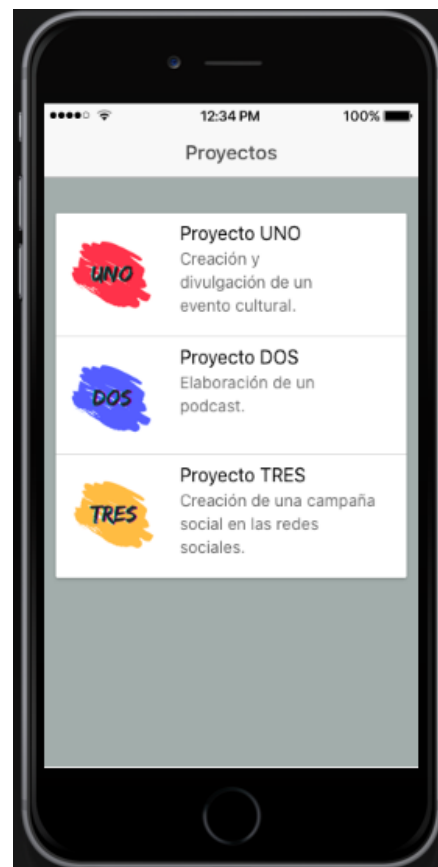 12:34 PM 100%
Proyectos
UNO
Proyecto UNO
Creación y
divulgación de un
evento cultural.
DOS
Proyecto DOS
Elaboración de un
podcast.
TRES
Proyecto TRES
Creación de una campaña
social en las redes
sociales.